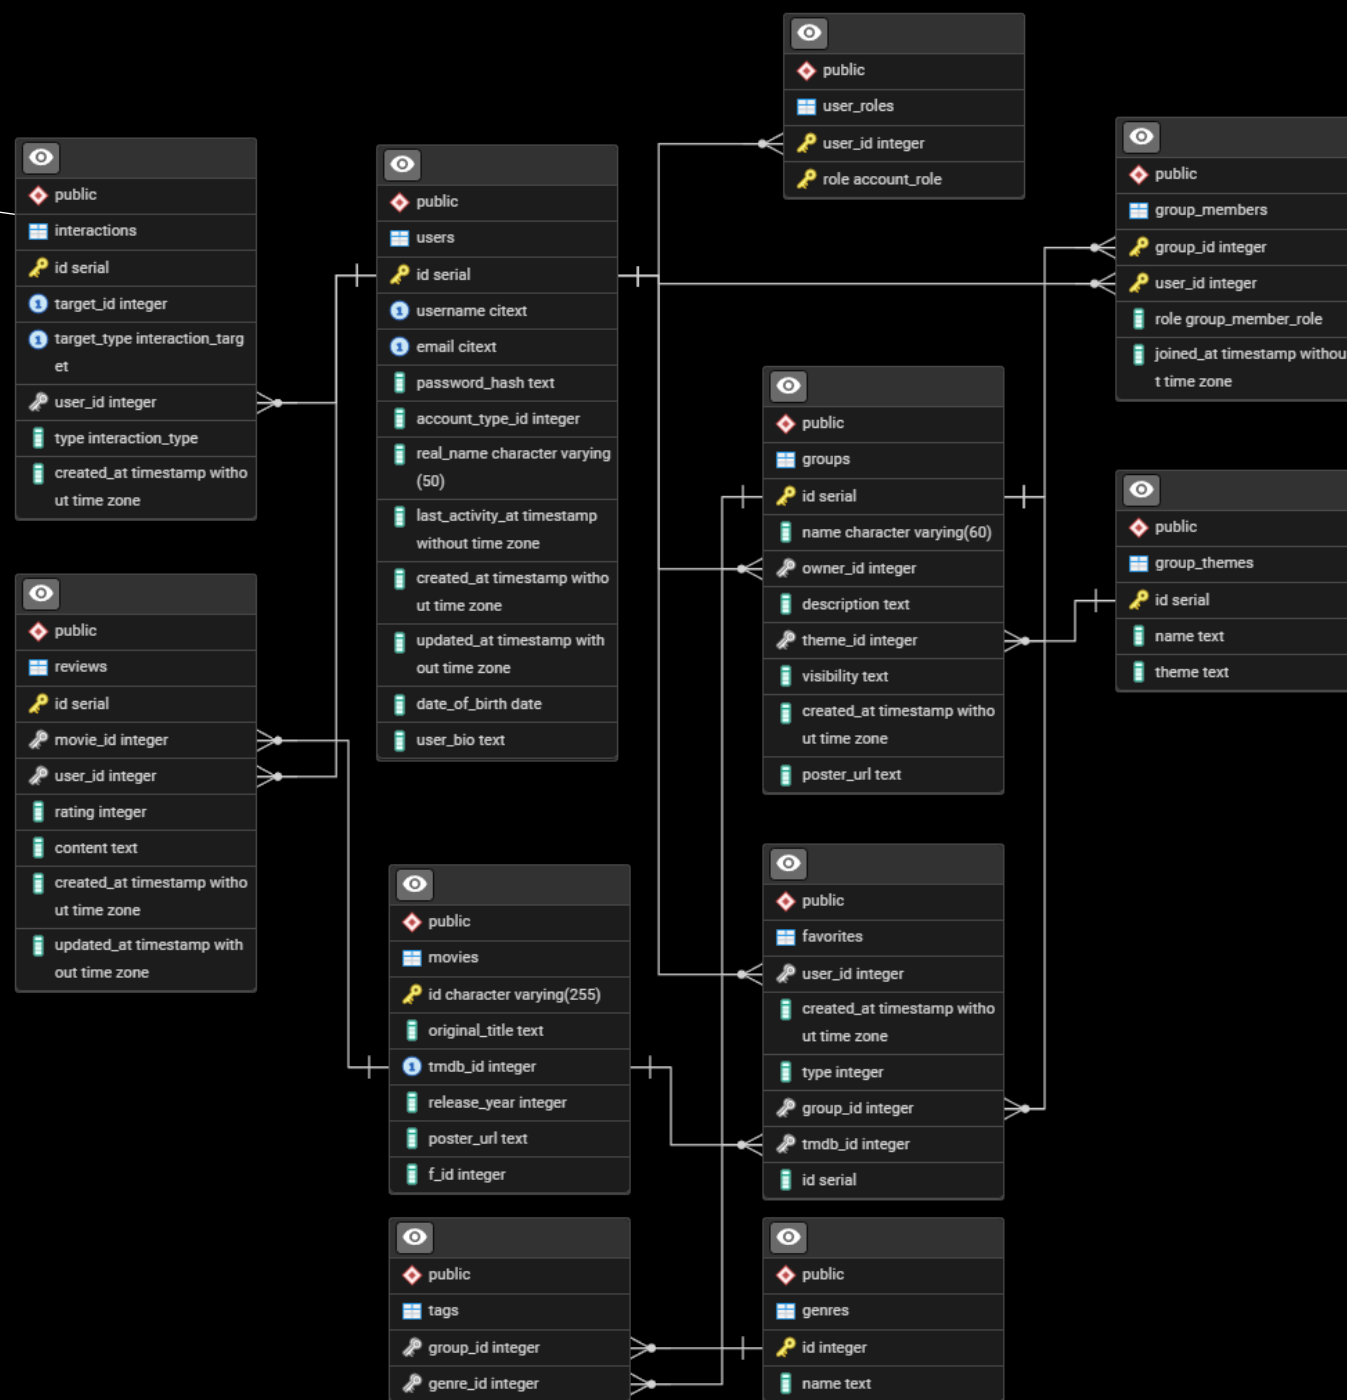 public
user_roles
user_id integer
role account_role
public
group_members
group_id integer
user_id integer
role group_member_role
joined_at timestamp withou
t time zone
public
interactions
id serial
target_id integer
target_type interaction_targ
et
user_id integer
type interaction_type
created_at timestamp witho
ut time zone
public
users
id serial
username citext
email citext
password_hash text
account_type_id integer
real_name character varying
(50)
last_activity_at timestamp
without time zone
created_at timestamp witho
ut time zone
updated_at timestamp with
out time zone
date_of_birth date
user_bio text
public
groups
id serial
name character varying(60)
owner_id integer
description text
theme_id integer
visibility text
created_at timestamp witho
ut time zone
poster_url text
public
group_themes
id serial
name text
theme text
public
reviews
id serial
movie_id integer
user_id integer
rating integer
content text
created_at timestamp witho
ut time zone
updated_at timestamp with
out time zone
public
movies
id character varying(255)
original_title text
tmdb_id integer
release_year integer
poster_url text
f_id integer
public
favorites
user_id integer
created_at timestamp witho
ut time zone
type integer
group_id integer
tmdb_id integer
id serial
public
tags
group_id integer
genre_id integer
public
genres
id integer
name text